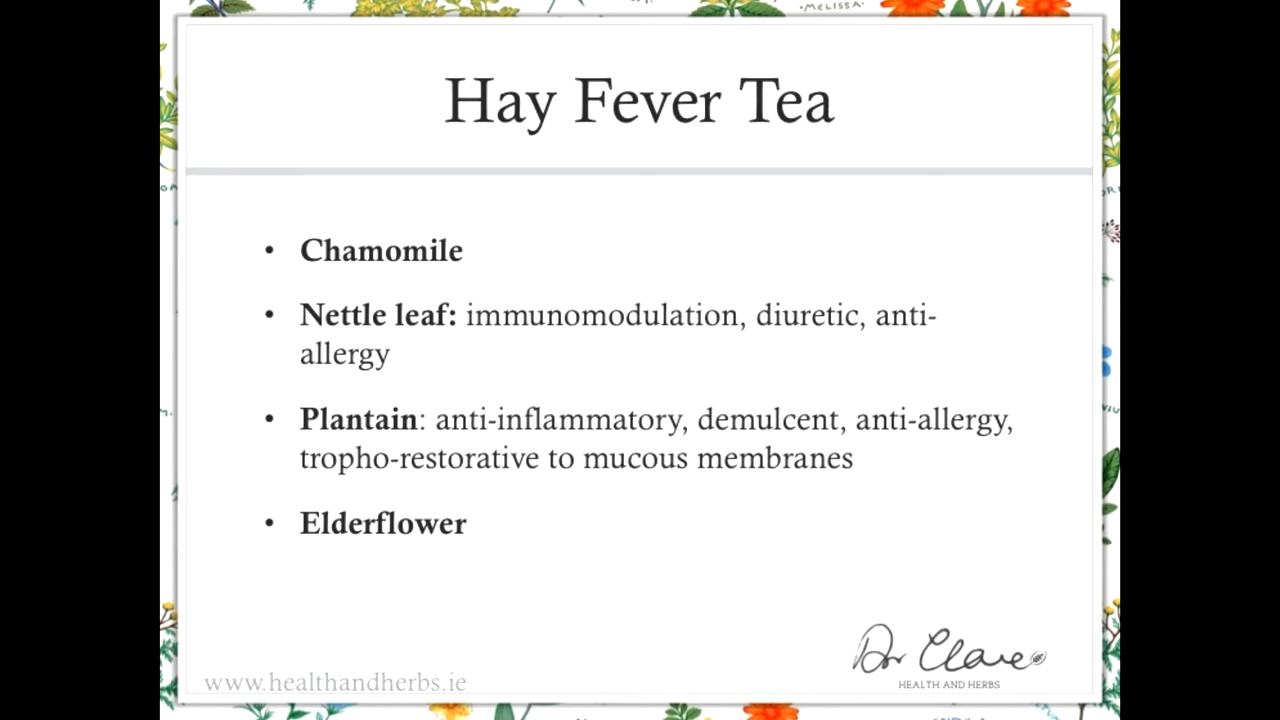 ·MELISSA·
Hay Fever Tea
• Chamomile
• Nettle leaf: immunomodulation, diuretic, anti-
allergy
• Plantain: anti-inflammatory, demulcent, anti-allergy,
tropho-restorative to mucous membranes
• Elderflower
Dr Clare
HEALTH AND HERBS
www.healthandherbs.ie